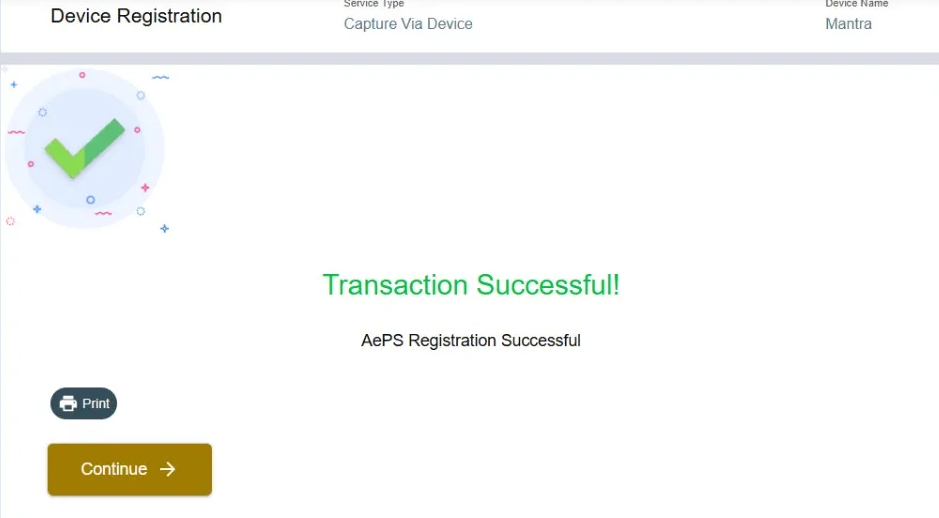 Device Registration
Service Type
Capture Via Device
Device Name
Mantra
Transaction Successful!
AePS Registration Successful
Print
Continue